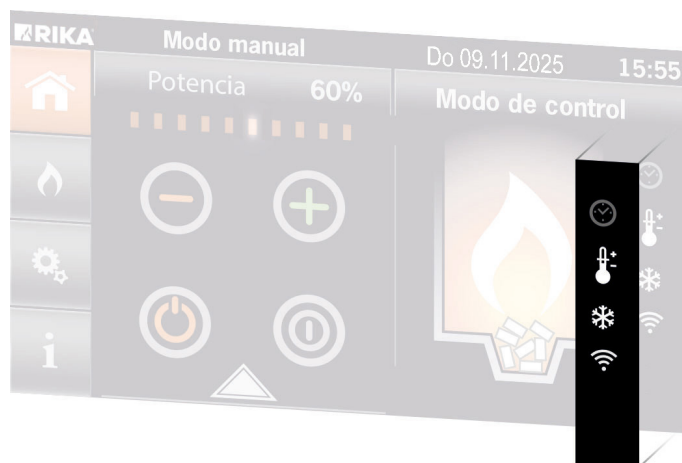 RIKA
Modo manual
Do 09.11.2025
15:55
Potencia 60%
Modo de control
i